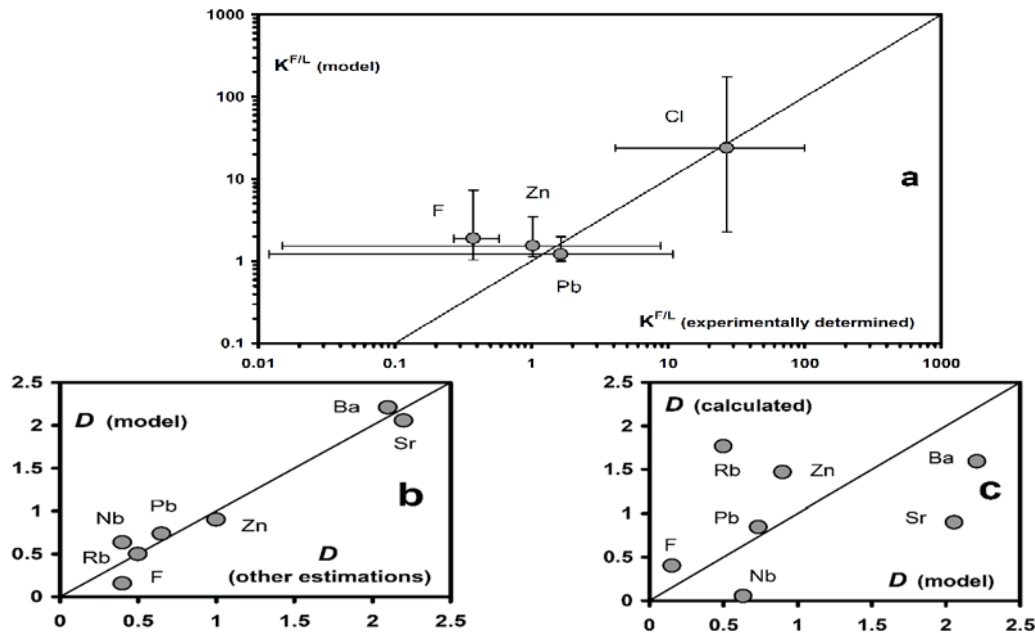 1000
K^F/L (model)
100
Cl
a
10
F
Zn
1
Pb
K^F/L (experimentally determined)
0.1
0.01 0.1 1 10 100 1000
2.5
D (model)
Ba
2
Sr
1.5
b
1
Nb Pb
Zn
0.5
Rb
F
D
(other estimations)
0
0 0.5 1 1.5 2 2.5
2.5
D (calculated)
2
Rb Zn
Ba
1.5
c
1
Pb
Sr
0.5
F
Nb
D (model)
0
0 0.5 1 1.5 2 2.5